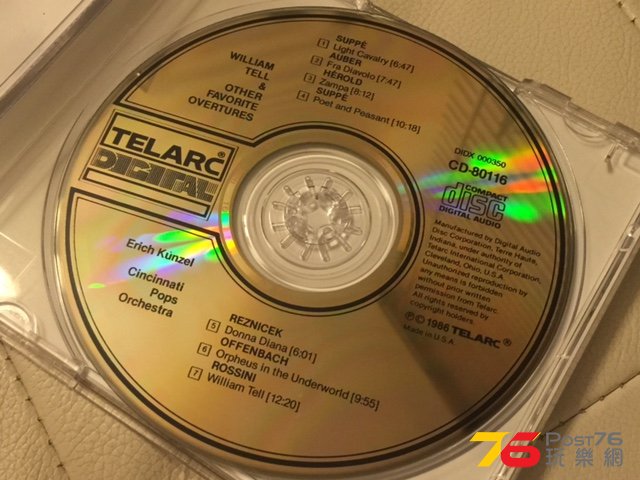 WILLIAM
TELL
&
OTHER
FAVORITE
OVERTURES
SUPPÉ
1 Light Cavalry [6:47]
AUBER
2 Fra Diavolo [7:47]
HÉROLD
3 Zampa [8:12]
SUPPÉ
4 Poet and Peasant [10:18]
TELARC®
DIGITAL
DIDX 000350
CD-80116
COMPACT
disc
DIGITAL AUDIO
Manufactured by Digital Audio
Disc Corporation, Terre Haute,
Indiana, under authority from
Telarc International Corporation,
Cleveland, Ohio, U.S.A.
Unauthorized reproduction by
any means is forbidden
without prior written
permission from Telarc.
All rights reserved by
copyright holders.
℗© 1986 TELARC®
Made in U.S.A.
Erich Kunzel
Cincinnati
Pops
Orchestra
REZNICEK
5 Donna Diana [6:01]
OFFENBACH
6 Orpheus in the Underworld [9:55]
ROSSINI
7 William Tell [12:20]
76 Post76
玩樂網